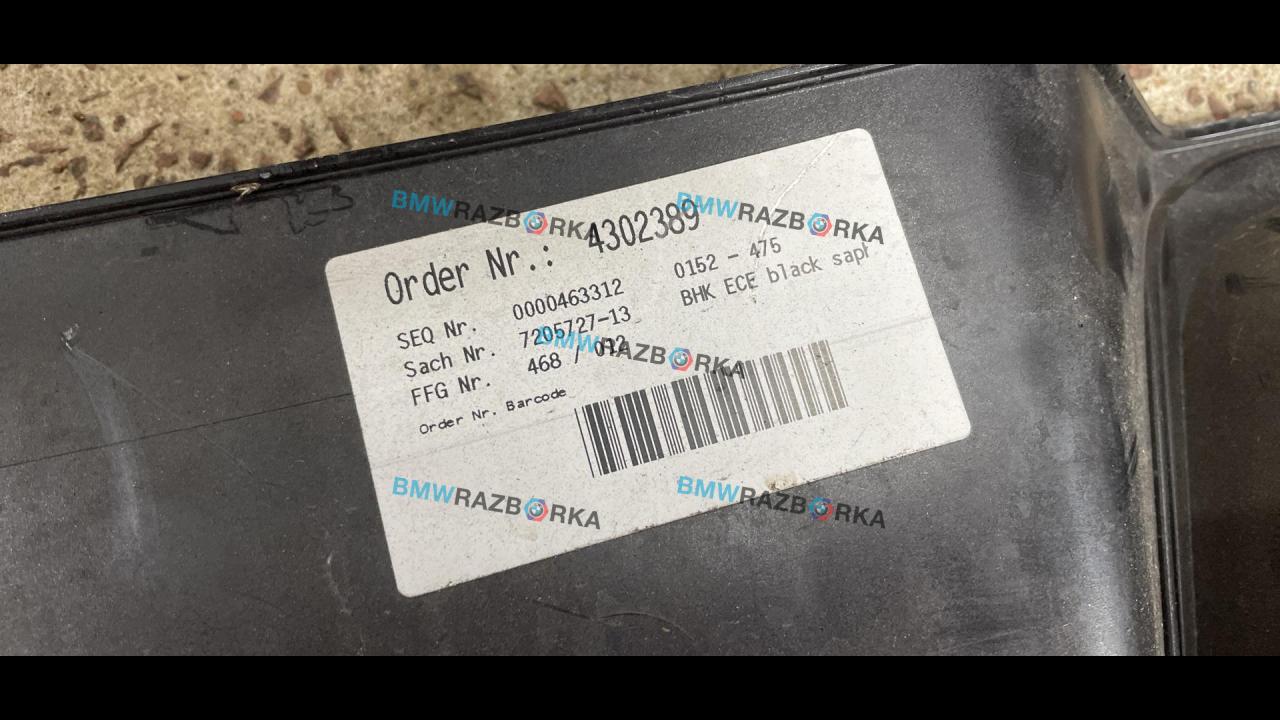 Order Nr.: 4302389
SEQ Nr. 0000463312 0152 - 475
Sach Nr. 7205727-13 BHK ECE black sapl
FFG Nr. 468 / 012
Order Nr. Barcode
BMWRAZBORKA
BMWRAZBORKA
BMWRAZBORKA
BMWRAZBORKA
BMWRAZBORKA